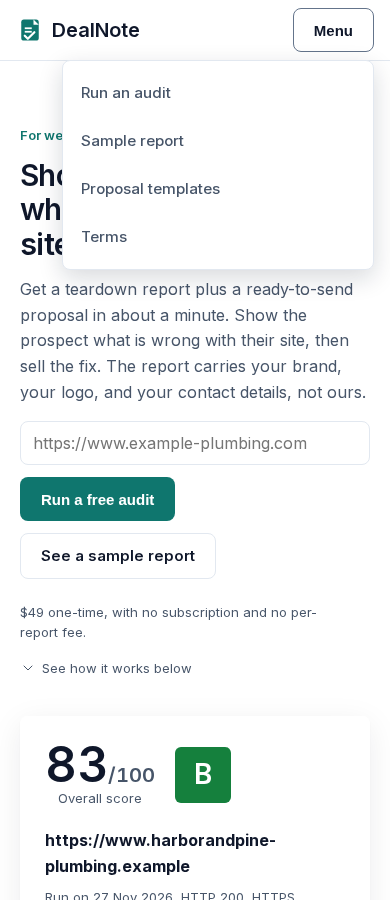 DealNote
Menu
Run an audit
Sample report
Proposal templates
Terms
For we
Sho
wh
site
Get a teardown report plus a ready-to-send
proposal in about a minute. Show the
prospect what is wrong with their site, then
sell the fix. The report carries your brand,
your logo, and your contact details, not ours.
https://www.example-plumbing.com
Run a free audit
See a sample report
$49 one-time, with no subscription and no per-
report fee.
See how it works below
83/100
B
Overall score
https://www.harborandpine-
plumbing.example
Run on 27 Nov 2026, HTTP 200, HTTPS